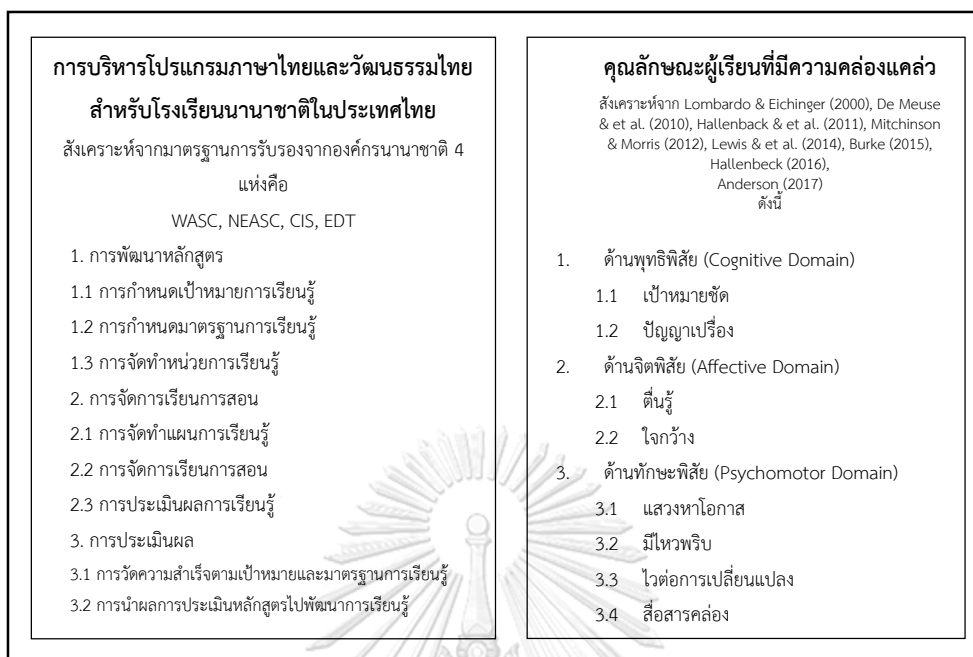 การบริหารโปรแกรมภาษาไทยและวัฒนธรรมไทย
สำหรับโรงเรียนนานาชาติในประเทศไทย
สังเคราะห์จากมาตรฐานการรับรองจากองค์กรนานาชาติ 4
แห่งคือ
WASC, NEASC, CIS, EDT
1. การพัฒนาหลักสูตร
1.1 การกำหนดเป้าหมายการเรียนรู้
1.2 การกำหนดมาตรฐานการเรียนรู้
1.3 การจัดทำหน่วยการเรียนรู้
2. การจัดการเรียนการสอน
2.1 การจัดทำแผนการเรียนรู้
2.2 การจัดการเรียนการสอน
2.3 การประเมินผลการเรียนรู้
3. การประเมินผล
3.1 การวัดความสำเร็จตามเป้าหมายและมาตรฐานการเรียนรู้
3.2 การนำผลการประเมินหลักสูตรไปพัฒนาการเรียนรู้
คุณลักษณะผู้เรียนที่มีความคล่องแคล่ว
สังเคราะห์จาก Lombardo & Eichinger (2000), De Meuse
& et al. (2010), Hallenback & et al. (2011), Mitchinson
& Morris (2012), Lewis & et al. (2014), Burke (2015),
Hallenbeck (2016),
Anderson (2017)
ดังนี้
1. ด้านพุทธิพิสัย (Cognitive Domain)
1.1 เป้าหมายชัด
1.2 ปัญญาเปรื่อง
2. ด้านจิตพิสัย (Affective Domain)
2.1 ตื่นรู้
2.2 ใจกว้าง
3. ด้านทักษะพิสัย (Psychomotor Domain)
3.1 แสวงหาโอกาส
3.2 มีไหวพริบ
3.3 ไวต่อการเปลี่ยนแปลง
3.4 สื่อสารคล่อง